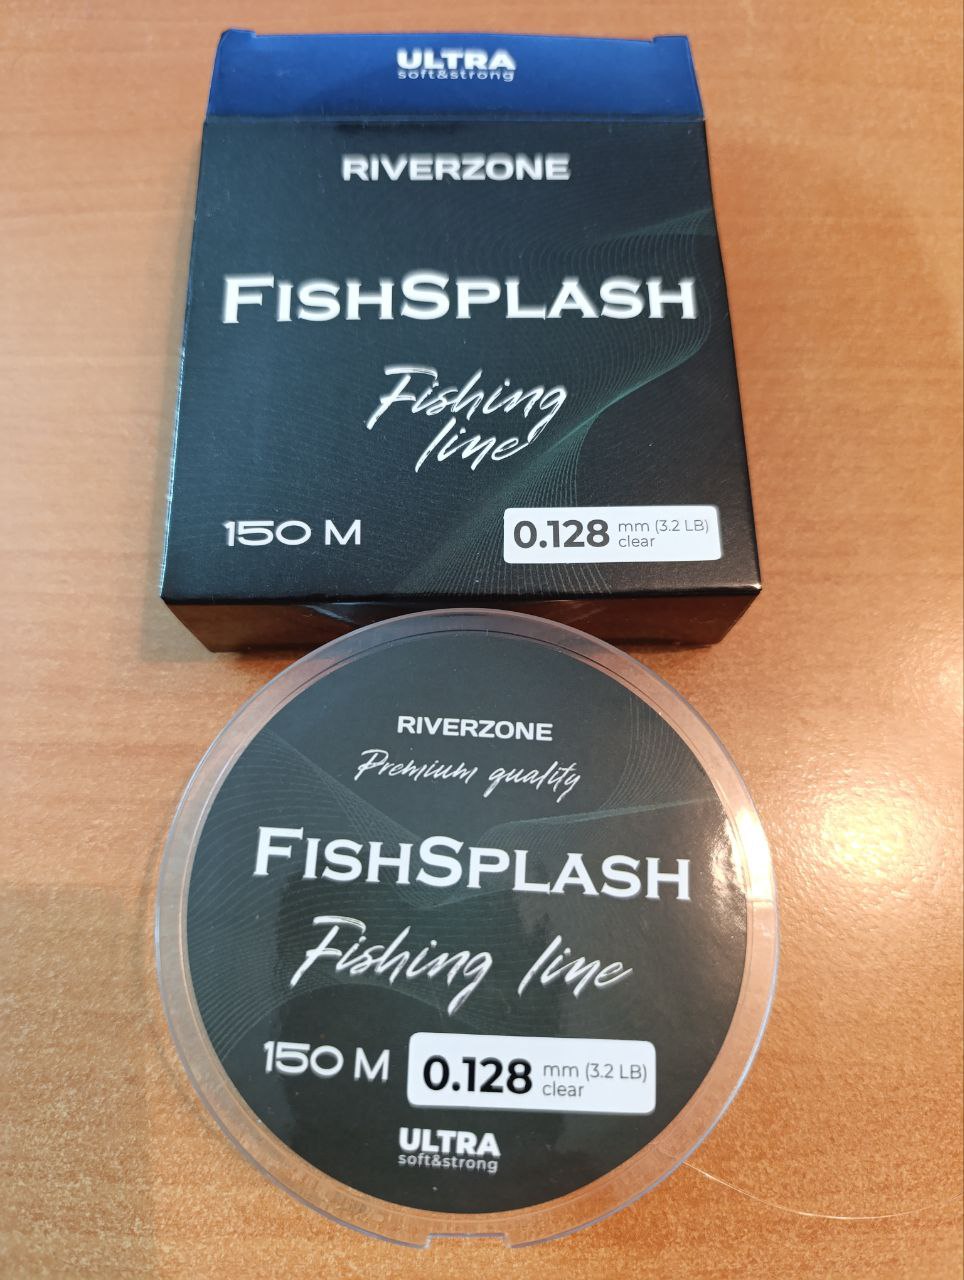 ULTRA
soft&strong
RIVERZONE
FISHSPLASH
Fishing
line
150 M
0.128 mm (3.2 LB)
clear
RIVERZONE
Premium quality
FISHSPLASH
Fishing line
150 M
0.128 mm (3.2 LB)
clear
ULTRA
soft&strong